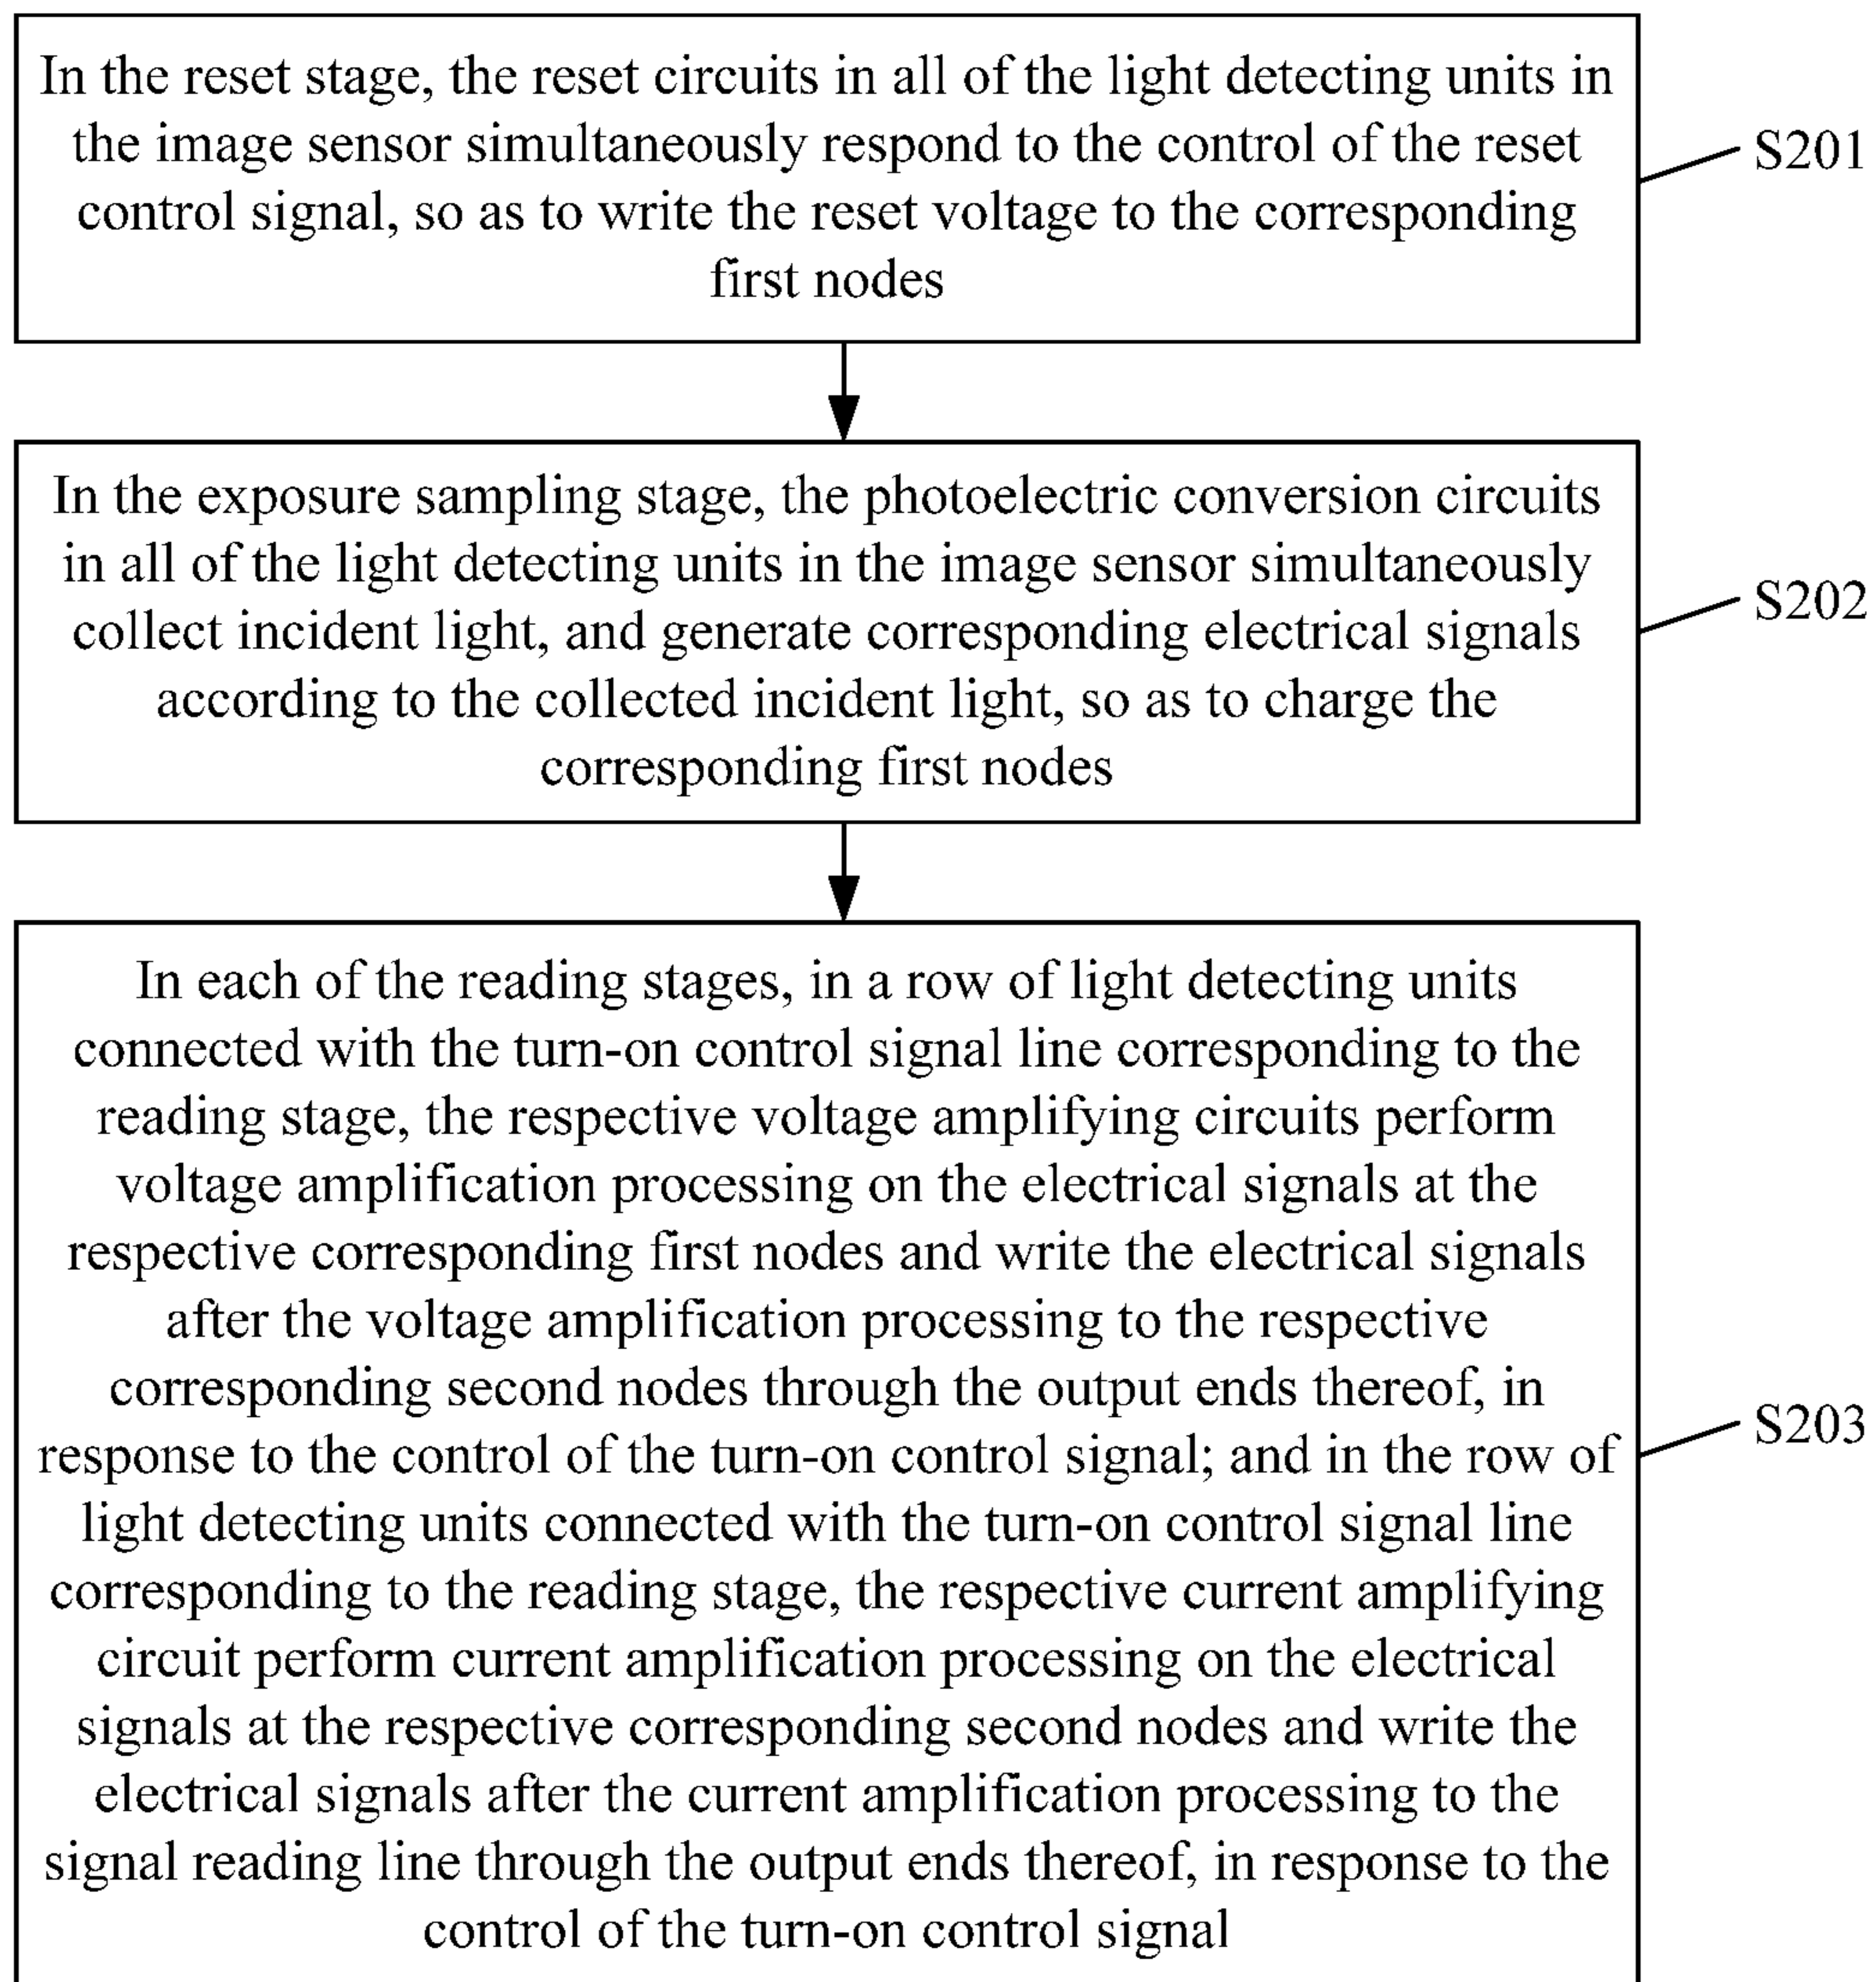 In the reset stage, the reset circuits in all of the light detecting units in
the image sensor simultaneously respond to the control of the reset
control signal, so as to write the reset voltage to the corresponding
first nodes
S201
In the exposure sampling stage, the photoelectric conversion circuits
in all of the light detecting units in the image sensor simultaneously
collect incident light, and generate corresponding electrical signals
according to the collected incident light, so as to charge the
corresponding first nodes
S202
In each of the reading stages, in a row of light detecting units
connected with the turn-on control signal line corresponding to the
reading stage, the respective voltage amplifying circuits perform
voltage amplification processing on the electrical signals at the
respective corresponding first nodes and write the electrical signals
after the voltage amplification processing to the respective
corresponding second nodes through the output ends thereof, in
response to the control of the turn-on control signal; and in the row of
light detecting units connected with the turn-on control signal line
corresponding to the reading stage, the respective current amplifying
circuit perform current amplification processing on the electrical
signals at the respective corresponding second nodes and write the
electrical signals after the current amplification processing to the
signal reading line through the output ends thereof, in response to the
control of the turn-on control signal
S203